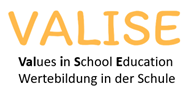 VALISE
Values in School Education
Wertebildung in der Schule